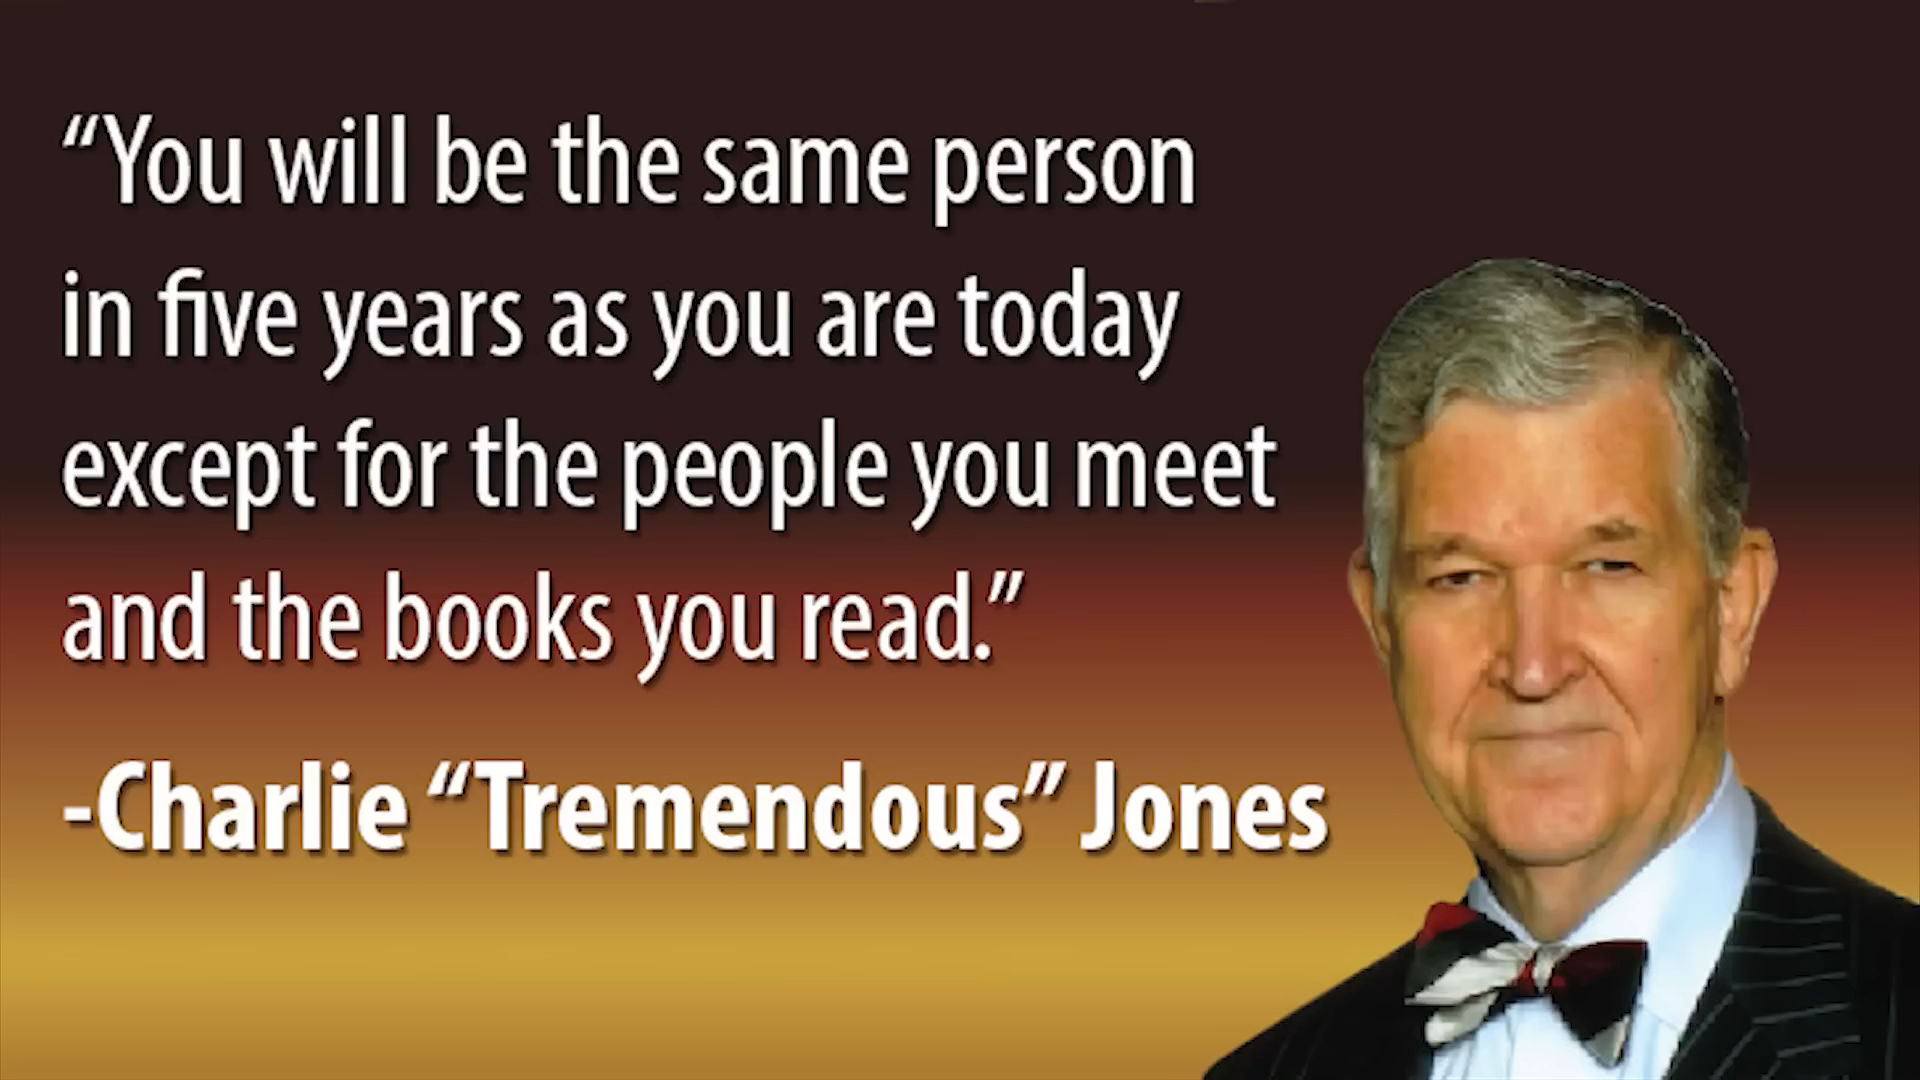 “You will be the same person
in five years as you are today
except for the people you meet
and the books you read.”
-Charlie “Tremendous” Jones